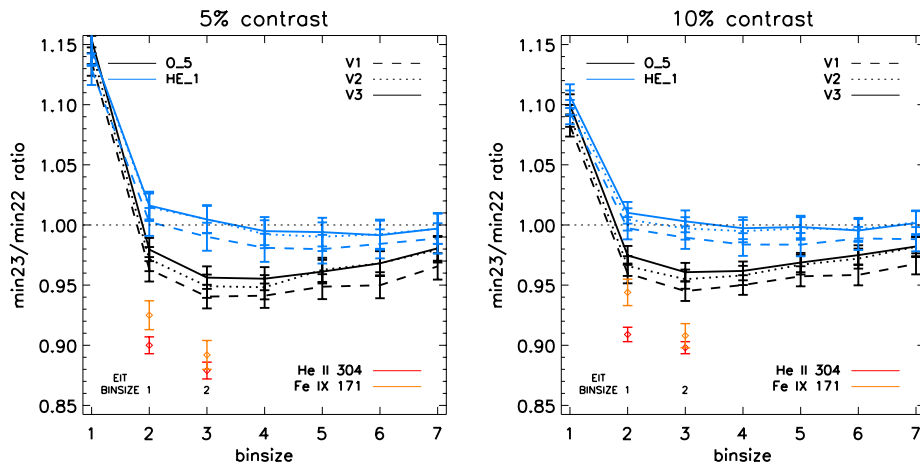 5% contrast
1.15
1.10
1.05
1.00
0.95
0.90
0.85
min23/min22 ratio
O_5
HE_1
V1
V2
V3
EIT
BINSIZE 1 2
He II 304
Fe IX 171
1 2 3 4 5 6 7
binsize
10% contrast
1.15
1.10
1.05
1.00
0.95
0.90
0.85
min23/min22 ratio
O_5
HE_1
V1
V2
V3
EIT
BINSIZE 1 2
He II 304
Fe IX 171
1 2 3 4 5 6 7
binsize